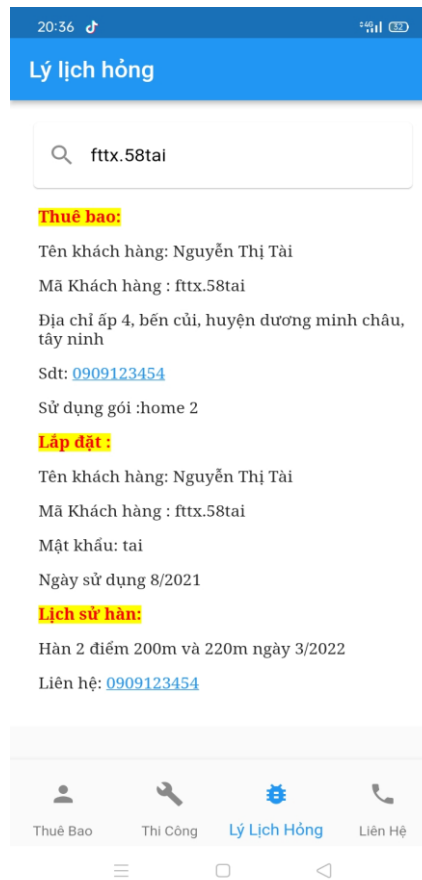 20:36
4G
52
Lý lịch hỏng
fttx.58tai
Thuê bao:
Tên khách hàng: Nguyễn Thị Tài
Mã Khách hàng : fttx.58tai
Địa chỉ ấp 4, bến củi, huyện dương minh châu,
tây ninh
Sdt: 0909123454
Sử dụng gói :home 2
Lắp đặt :
Tên khách hàng: Nguyễn Thị Tài
Mã Khách hàng : fttx.58tai
Mật khẩu: tai
Ngày sử dụng 8/2021
Lịch sử hàn:
Hàn 2 điểm 200m và 220m ngày 3/2022
Liên hệ: 0909123454
Thuê Bao
Thi Công
Lý Lịch Hỏng
Liên Hệ